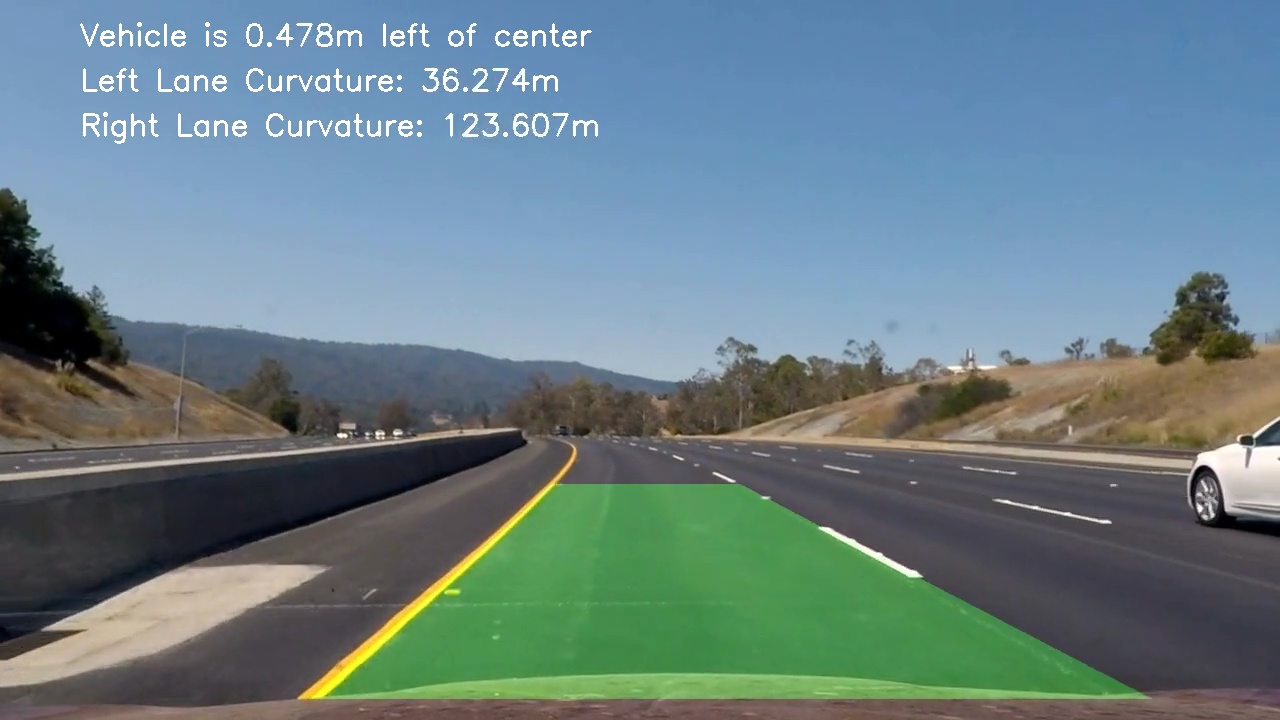 Vehicle is 0.478m left of center
Left Lane Curvature: 36.274m
Right Lane Curvature: 123.607m